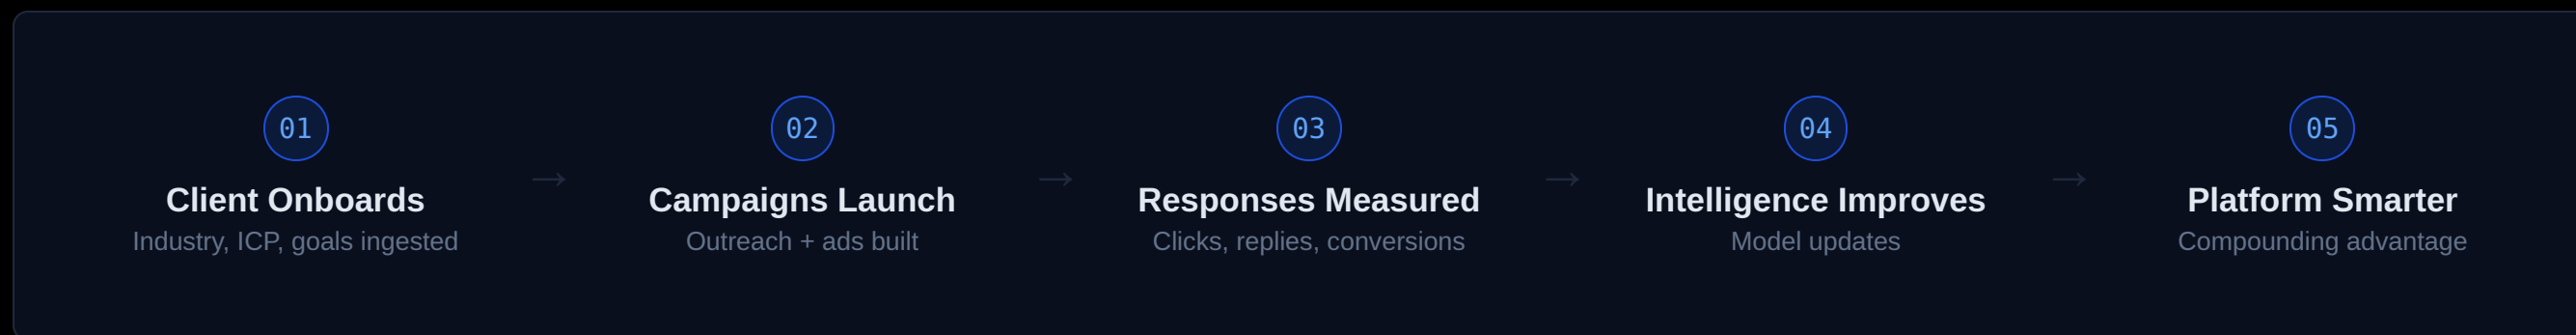 01
Client Onboards
Industry, ICP, goals ingested
→
02
Campaigns Launch
Outreach + ads built
→
03
Responses Measured
Clicks, replies, conversions
→
04
Intelligence Improves
Model updates
→
05
Platform Smarter
Compounding advantage